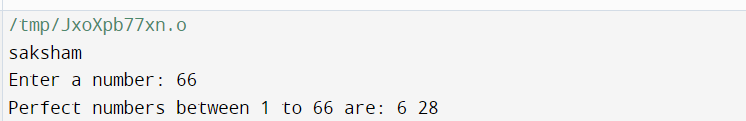 /tmp/JxoXpb77xn.o
saksham
Enter a number: 66
Perfect numbers between 1 to 66 are: 6 28